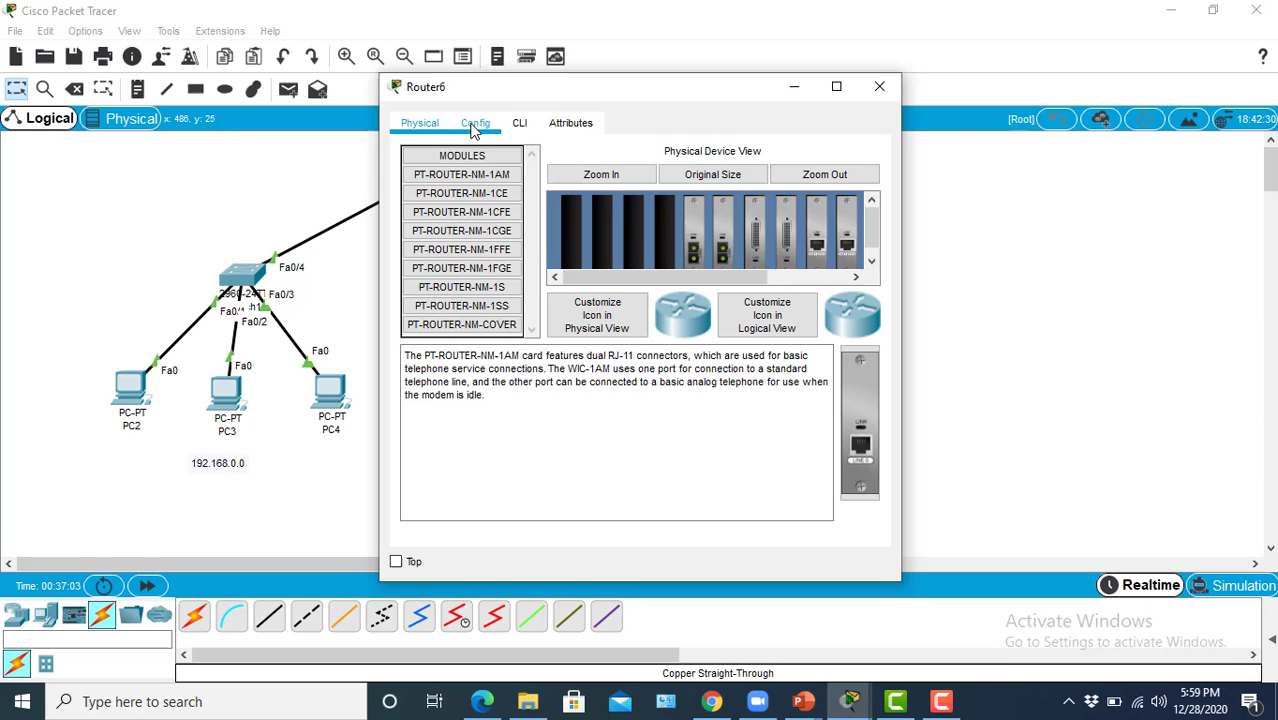 Cisco Packet Tracer
File Edit Options View Tools Extensions Help
Logical Physical x: 486, y: 25 [Root] 18:42:30
Router6
Physical Config CLI Attributes
MODULES
PT-ROUTER-NM-1AM
PT-ROUTER-NM-1CE
PT-ROUTER-NM-1CFE
PT-ROUTER-NM-1CGE
PT-ROUTER-NM-1FFE
PT-ROUTER-NM-1FGE
PT-ROUTER-NM-1S
PT-ROUTER-NM-1SS
PT-ROUTER-NM-COVER
Physical Device View
Zoom In Original Size Zoom Out
Customize
Icon in
Physical View
Customize
Icon in
Logical View
The PT-ROUTER-NM-1AM card features dual RJ-11 connectors, which are used for basic
telephone service connections. The WIC-1AM uses one port for connection to a standard
telephone line, and the other port can be connected to a basic analog telephone for use when
the modem is idle.
LINK
LINE 0
Top
Fa0/4
2960-24T
Fa0/3
Fa0/1
Fa0/2
Fa0
Fa0
Fa0
PC-PT
PC2
PC-PT
PC3
PC-PT
PC4
192.168.0.0
Time: 00:37:03 Realtime Simulation
Activate Windows
Go to Settings to activate Windows.
Copper Straight-Through
Type here to search
5:59 PM
12/28/2020
1